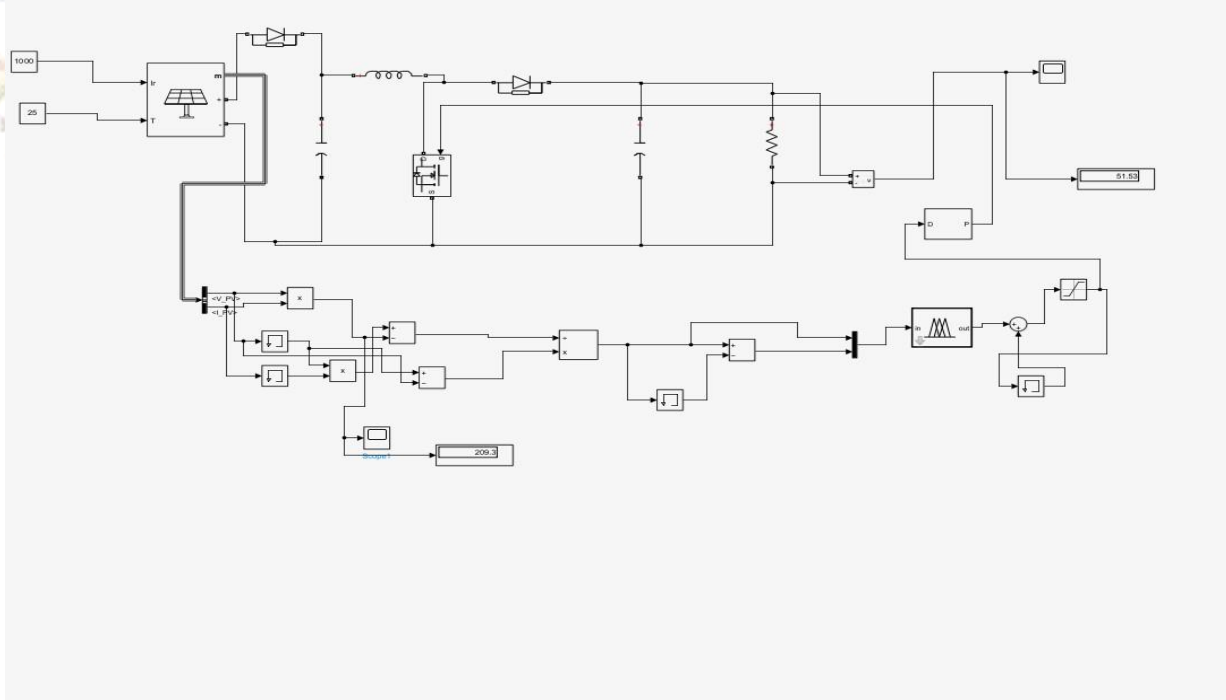 1000
25
Ir
T
m
+
-
D
G
S
+
-
v
51.53
D
P
<V_PV>
<I_PV>
x
x
+
−
+
−
÷
x
+
−
in
out
+
+
Scope1
209.3